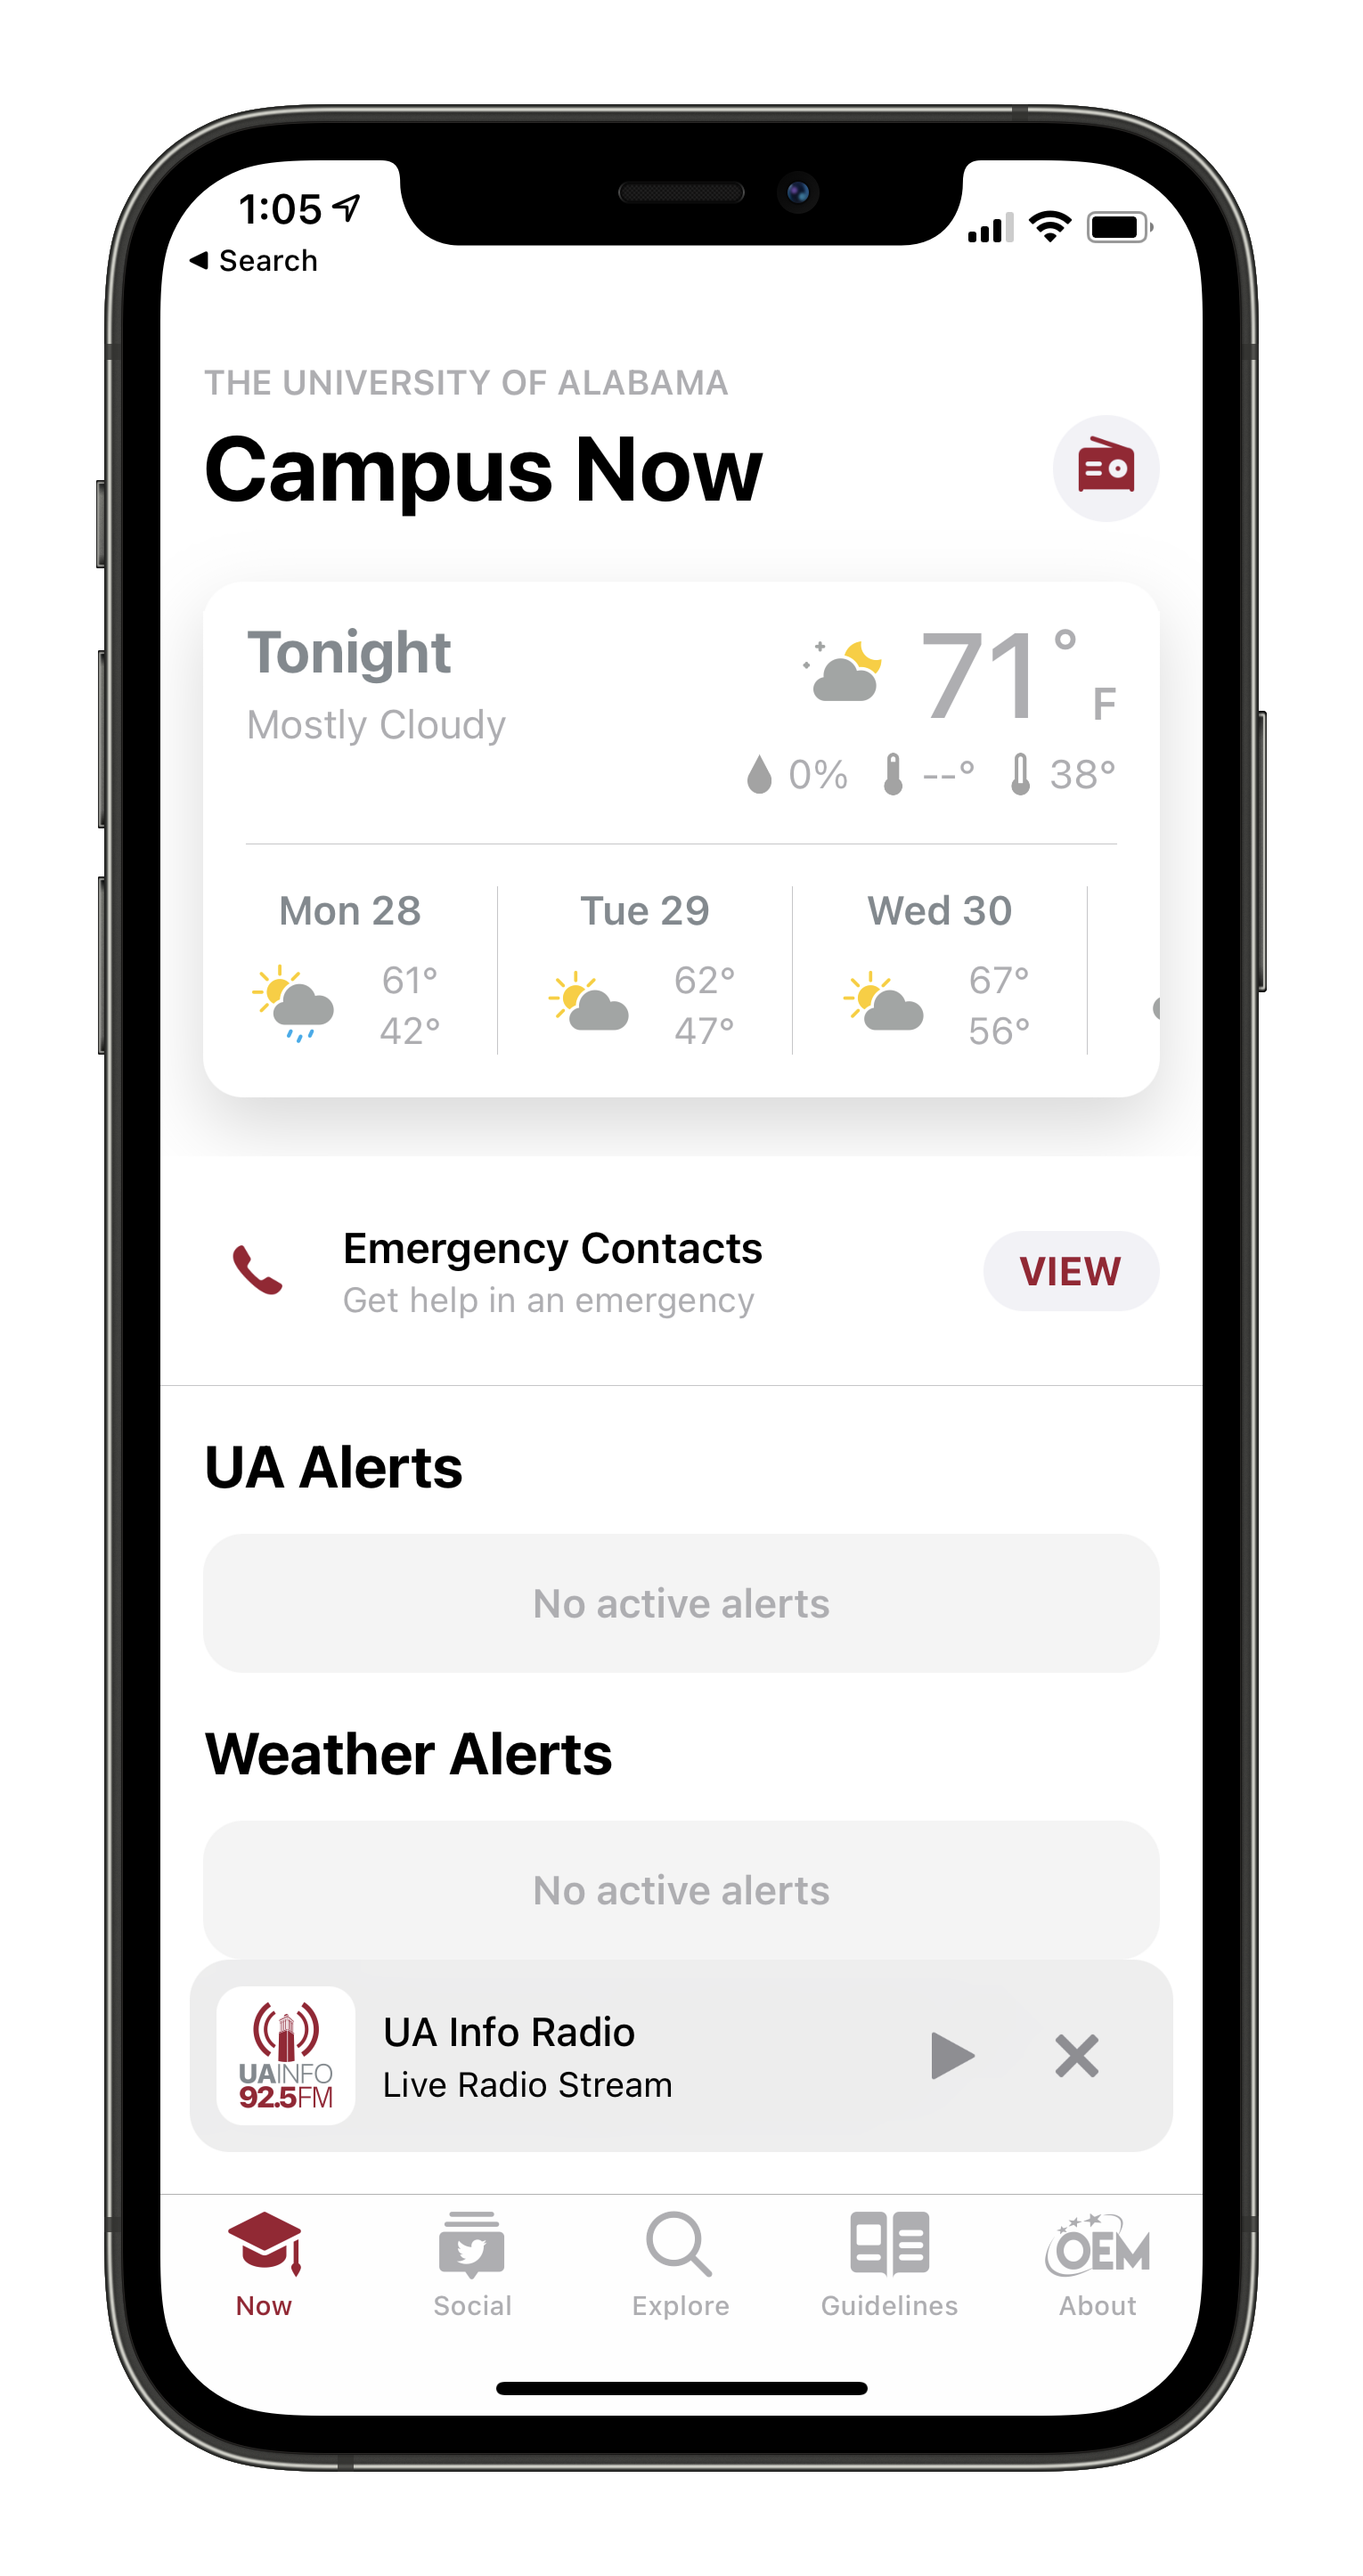 1:05
◀ Search
THE UNIVERSITY OF ALABAMA
Campus Now
Tonight
71° F
Mostly Cloudy
0% --° 38°
Mon 28 Tue 29 Wed 30
61° 62° 67°
42° 47° 56°
Emergency Contacts
VIEW
Get help in an emergency
UA Alerts
No active alerts
Weather Alerts
No active alerts
UA Info Radio
Live Radio Stream
UAINFO
92.5FM
OEM
Now Social Explore Guidelines About